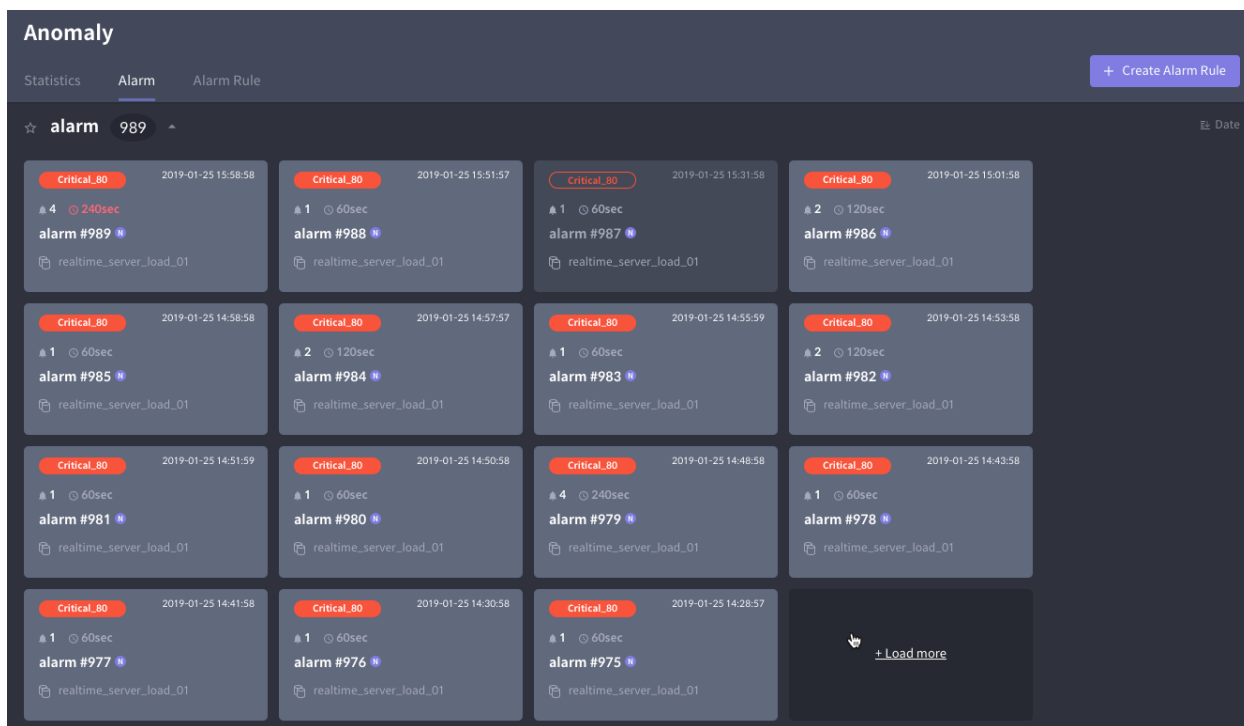 Anomaly
Statistics Alarm Alarm Rule
+ Create Alarm Rule
alarm 989
Date
Critical_80 2019-01-25 15:58:58
4 240sec
alarm #989 N
realtime_server_load_01
Critical_80 2019-01-25 15:51:57
1 60sec
alarm #988 N
realtime_server_load_01
Critical_80 2019-01-25 15:31:58
1 60sec
alarm #987 N
realtime_server_load_01
Critical_80 2019-01-25 15:01:58
2 120sec
alarm #986 N
realtime_server_load_01
Critical_80 2019-01-25 14:58:58
1 60sec
alarm #985 N
realtime_server_load_01
Critical_80 2019-01-25 14:57:57
2 120sec
alarm #984 N
realtime_server_load_01
Critical_80 2019-01-25 14:55:59
1 60sec
alarm #983 N
realtime_server_load_01
Critical_80 2019-01-25 14:53:58
2 120sec
alarm #982 N
realtime_server_load_01
Critical_80 2019-01-25 14:51:59
1 60sec
alarm #981 N
realtime_server_load_01
Critical_80 2019-01-25 14:50:58
1 60sec
alarm #980 N
realtime_server_load_01
Critical_80 2019-01-25 14:48:58
4 240sec
alarm #979 N
realtime_server_load_01
Critical_80 2019-01-25 14:43:58
1 60sec
alarm #978 N
realtime_server_load_01
Critical_80 2019-01-25 14:41:58
1 60sec
alarm #977 N
realtime_server_load_01
Critical_80 2019-01-25 14:30:58
1 60sec
alarm #976 N
realtime_server_load_01
Critical_80 2019-01-25 14:28:57
1 60sec
alarm #975 N
realtime_server_load_01
+ Load more